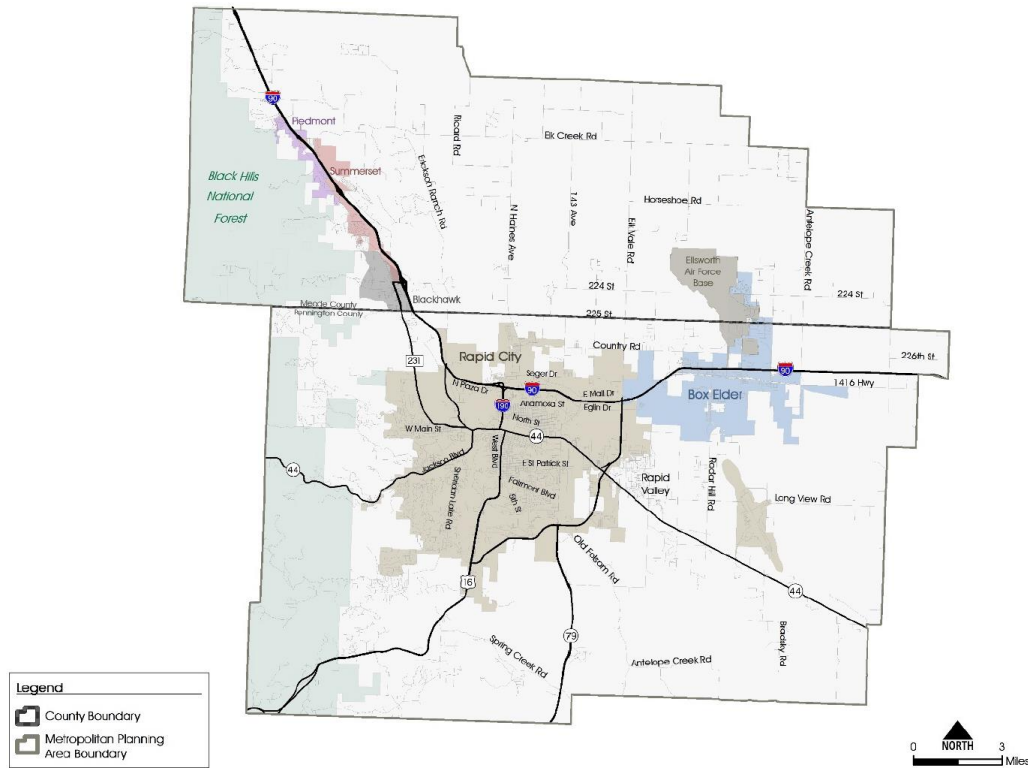 90
Piedmont
Ricard Rd
Elk Creek Rd
Summerset
Erickson Ranch Rd
Black Hills
National
Forest
N Haines Ave
143 Ave
Elk Vale Rd
Horseshoe Rd
Antelope Creek Rd
Ellsworth
Air Force
Base
224 St
224 St
Blackhawk
Meade County
Pennington County
225 St
Country Rd
226th St
Rapid City
231
Seger Dr
90
1416 Hwy
N Plaza Dr
90
E Mall Dr
Box Elder
190
Anamosa St
Eglin Dr
North St
W Main St
44
West Blvd
Jackson Blvd
E St Patrick St
44
Sheridan Lake Rd
Fairmont Blvd
5th St
Rapid
Valley
Radar Hill Rd
Long View Rd
Old Folsom Rd
16
44
79
Spring Creek Rd
Antelope Creek Rd
Bradsky Rd
Legend
County Boundary
Metropolitan Planning
Area Boundary
NORTH
0 3
Miles